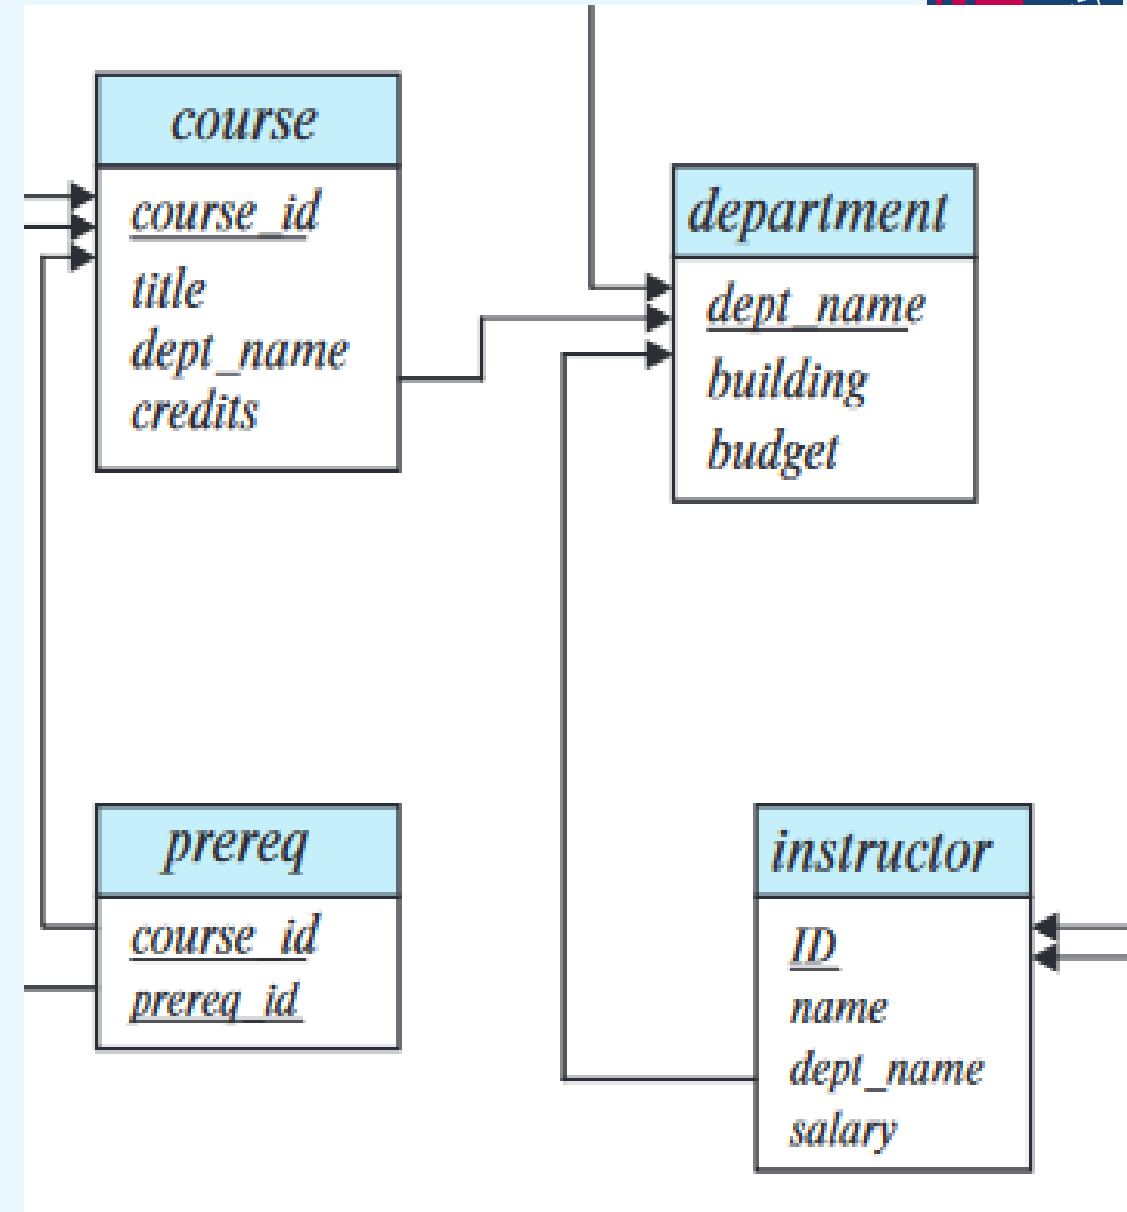 course
course_id
title
dept_name
credits
department
dept_name
building
budget
prereq
course_id
prereq_id
instructor
ID
name
dept_name
salary